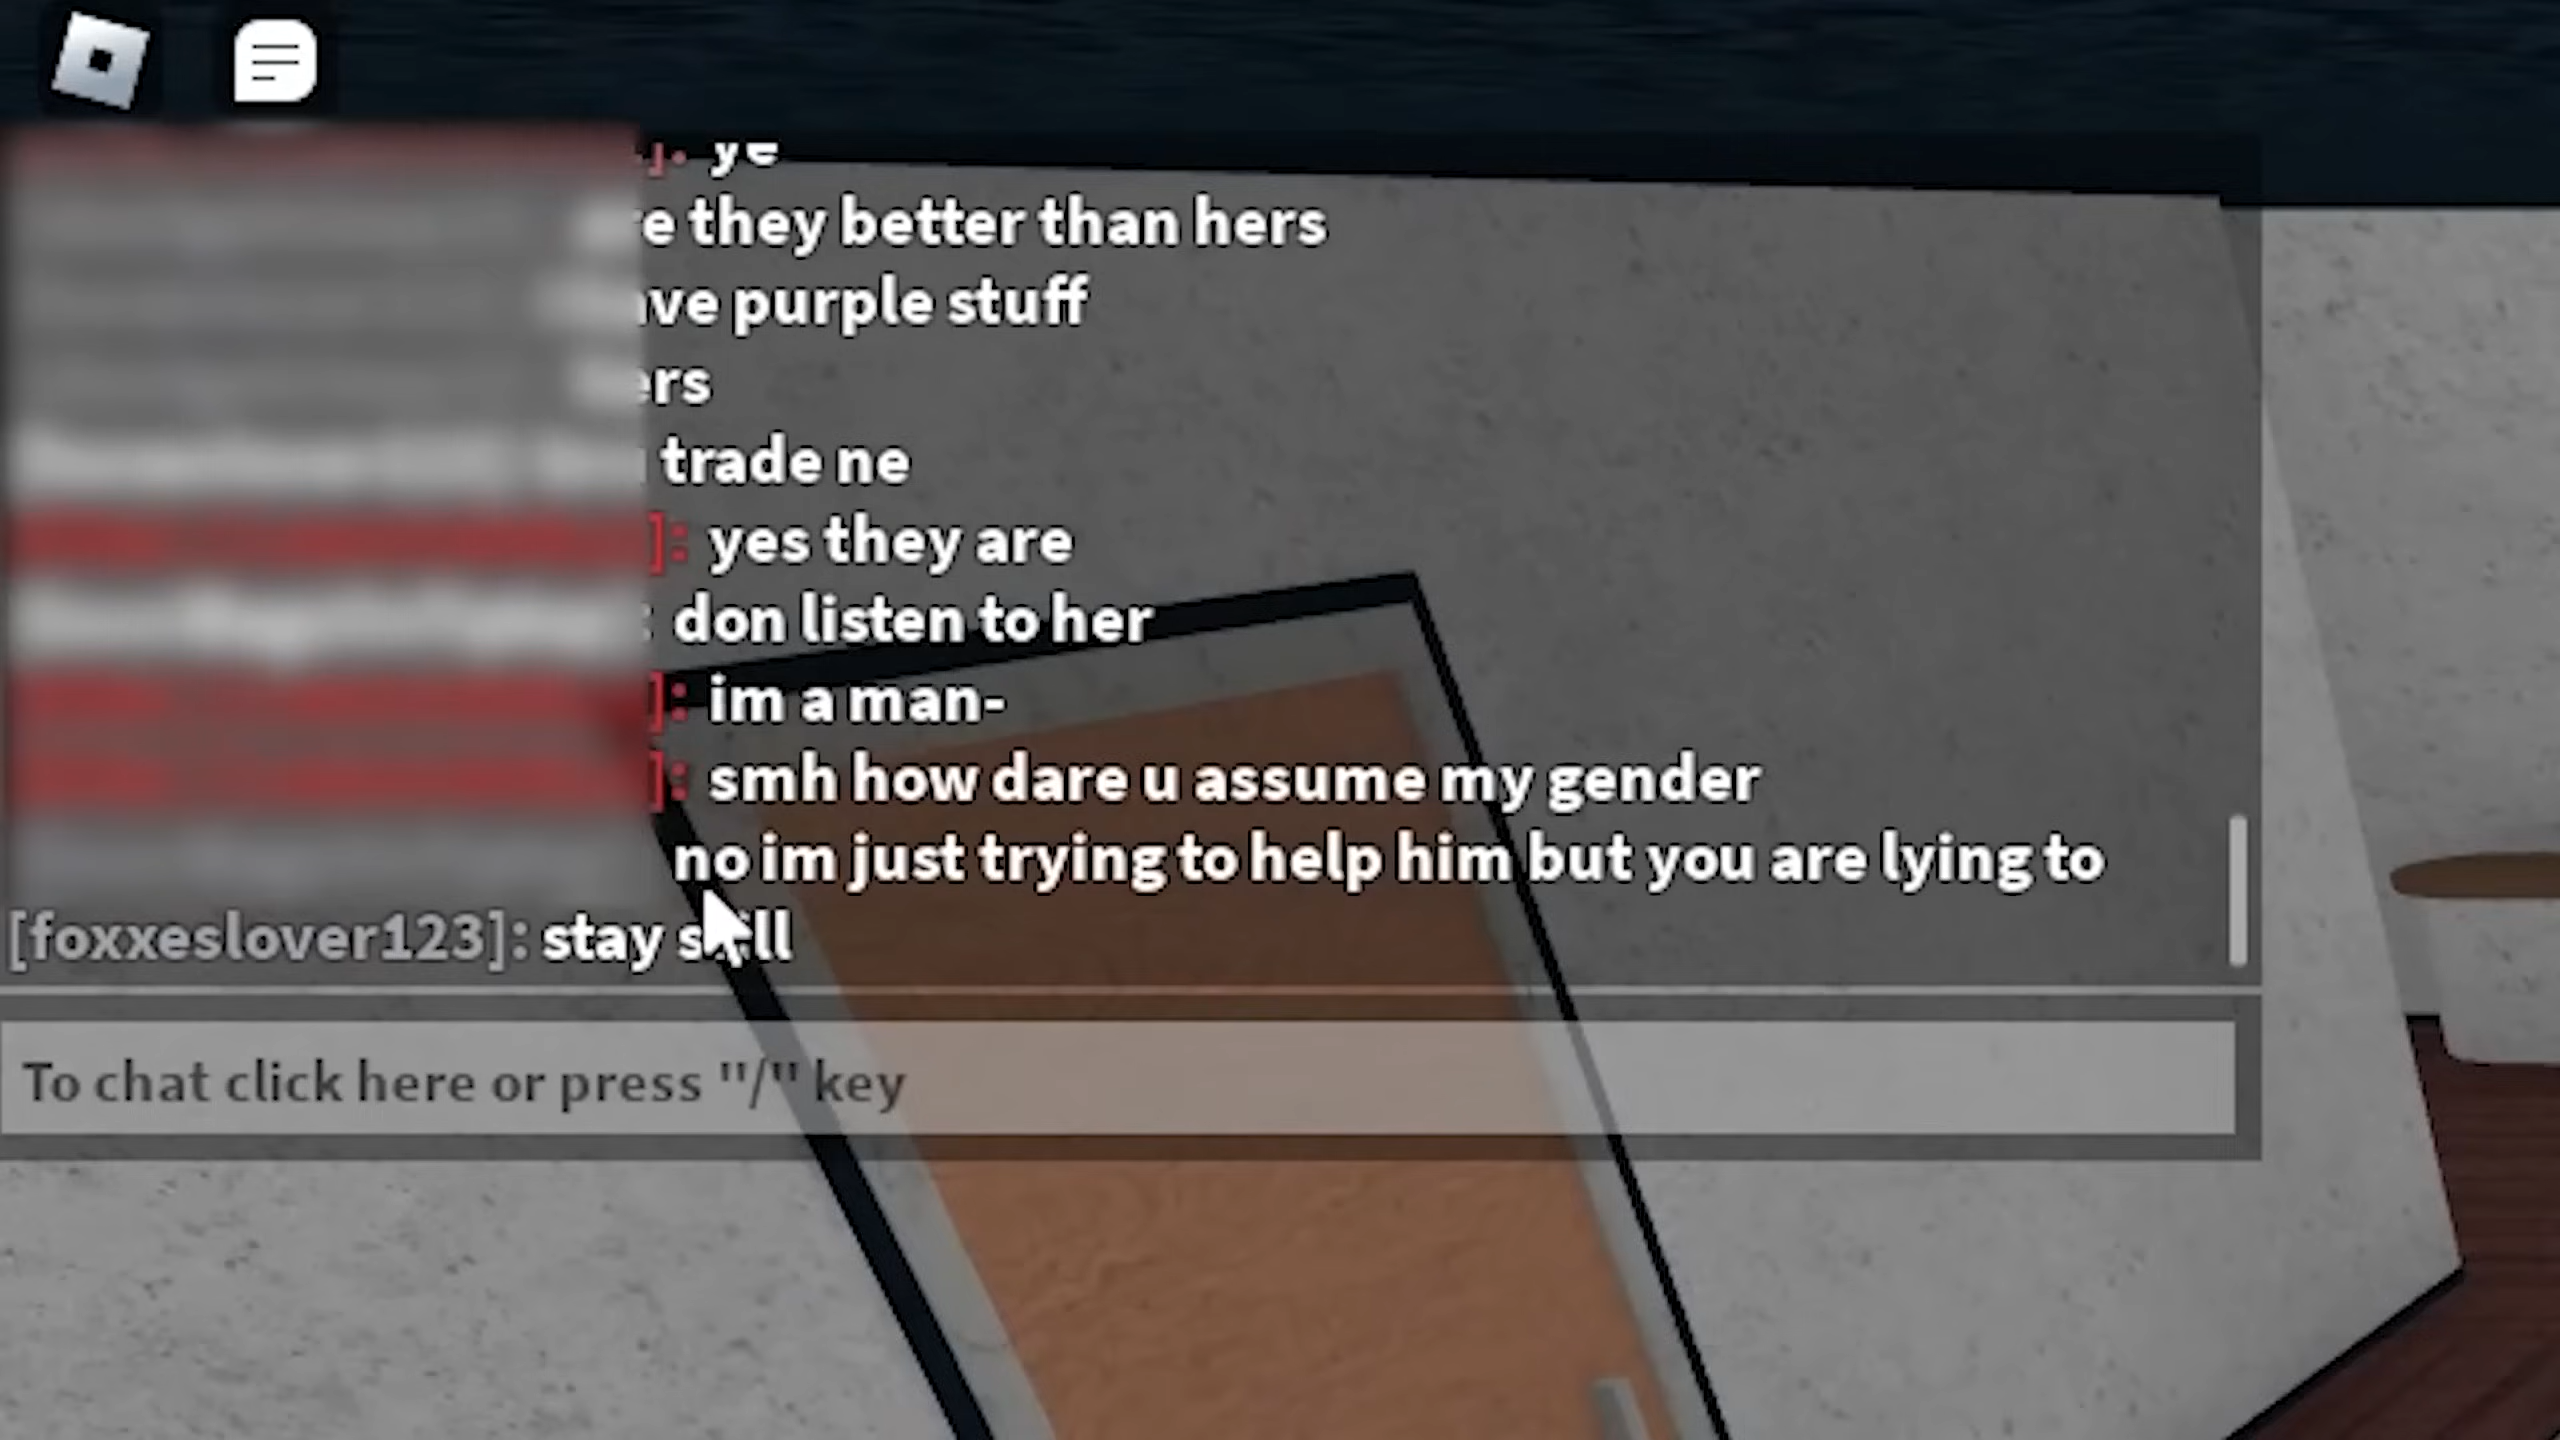 ]: ye
they better than hers
purple stuff
trade ne
]: yes they are
: don listen to her
]: im a man-
]: smh how dare u assume my gender
no im just trying to help him but you are lying to
[foxxeslover123]: stay still
To chat click here or press "/" key